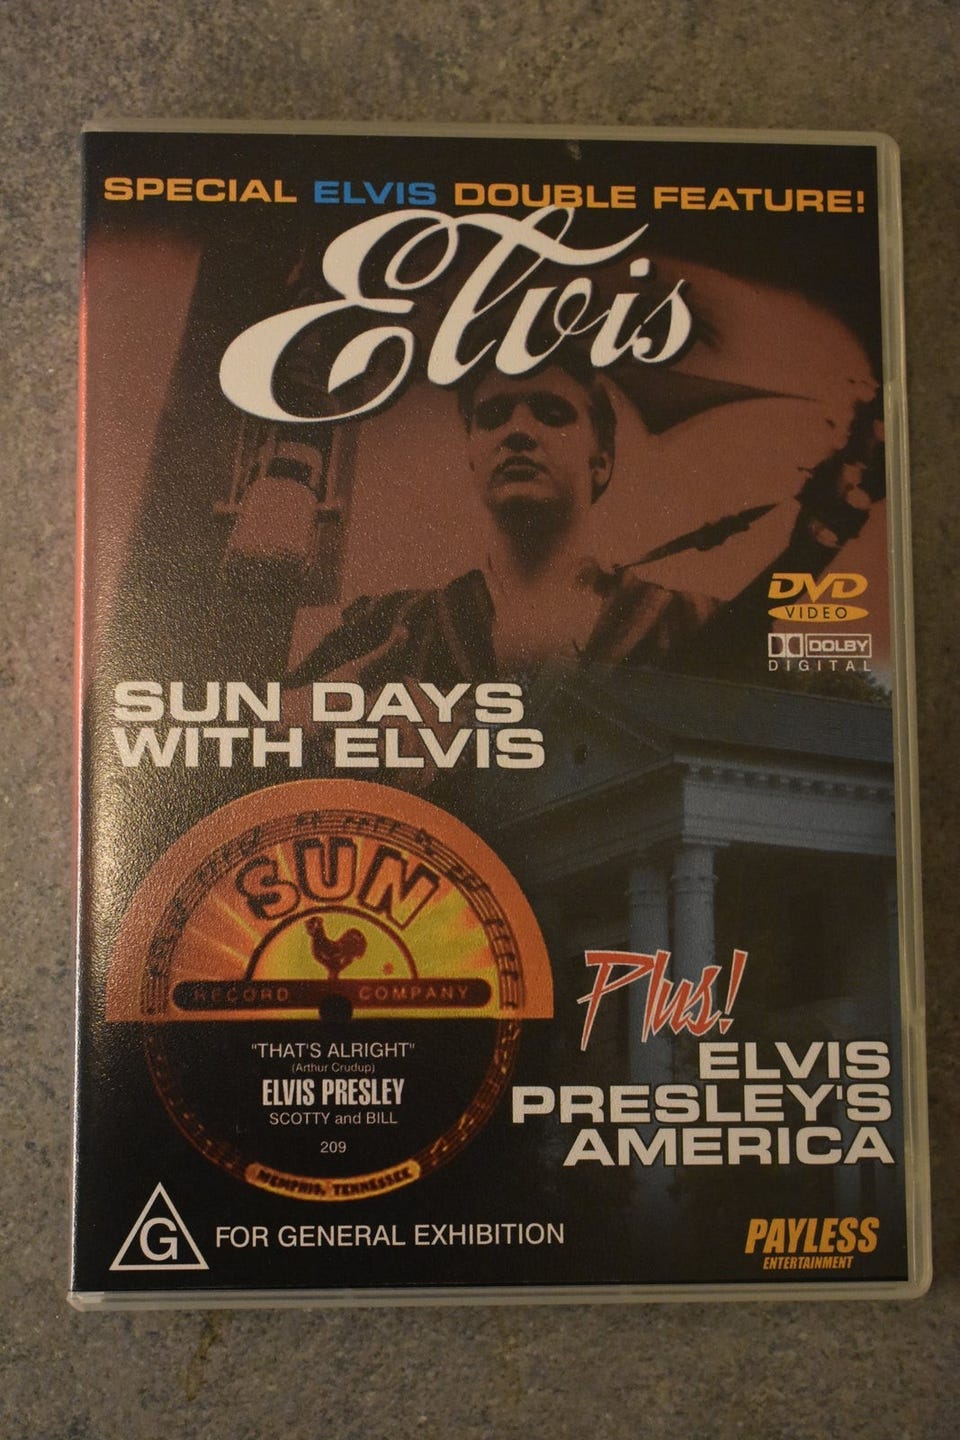 SPECIAL ELVIS DOUBLE FEATURE!
Elvis
DVD
VIDEO
DOLBY
DIGITAL
SUN DAYS
WITH ELVIS
SUN
RECORD COMPANY
"THAT'S ALRIGHT"
(Arthur Crudup)
ELVIS PRESLEY
SCOTTY and BILL
209
MEMPHIS, TENNESSEE
Plus!
ELVIS
PRESLEY'S
AMERICA
G
FOR GENERAL EXHIBITION
PAYLESS
ENTERTAINMENT